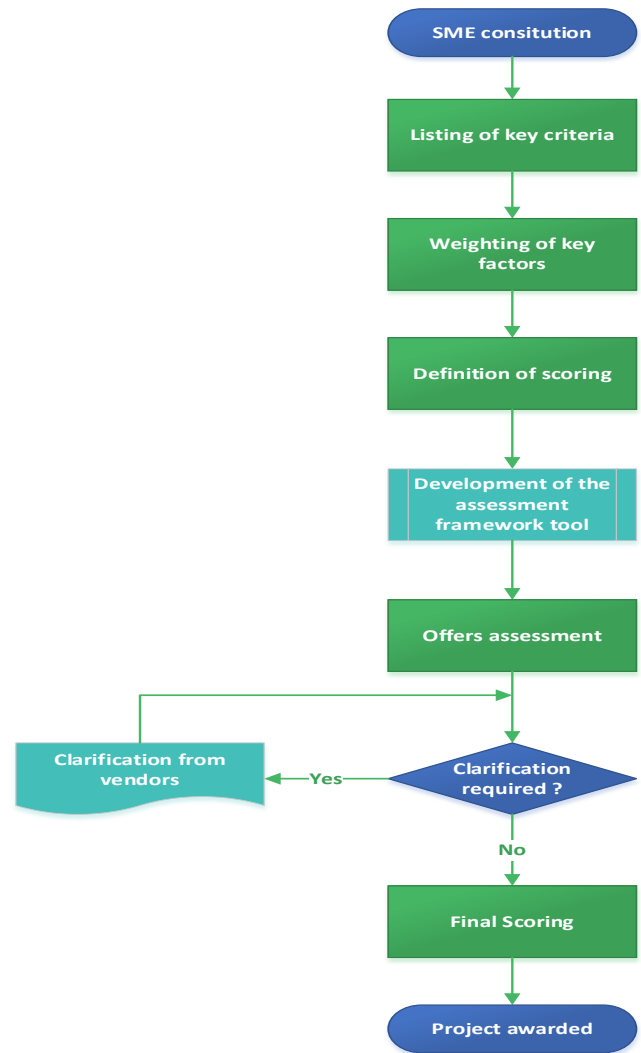 SME consitution
Listing of key criteria
Weighting of key
factors
Definition of scoring
Development of the
assessment
framework tool
Offers assessment
Clarification from
vendors
Yes
Clarification
required ?
No
Final Scoring
Project awarded